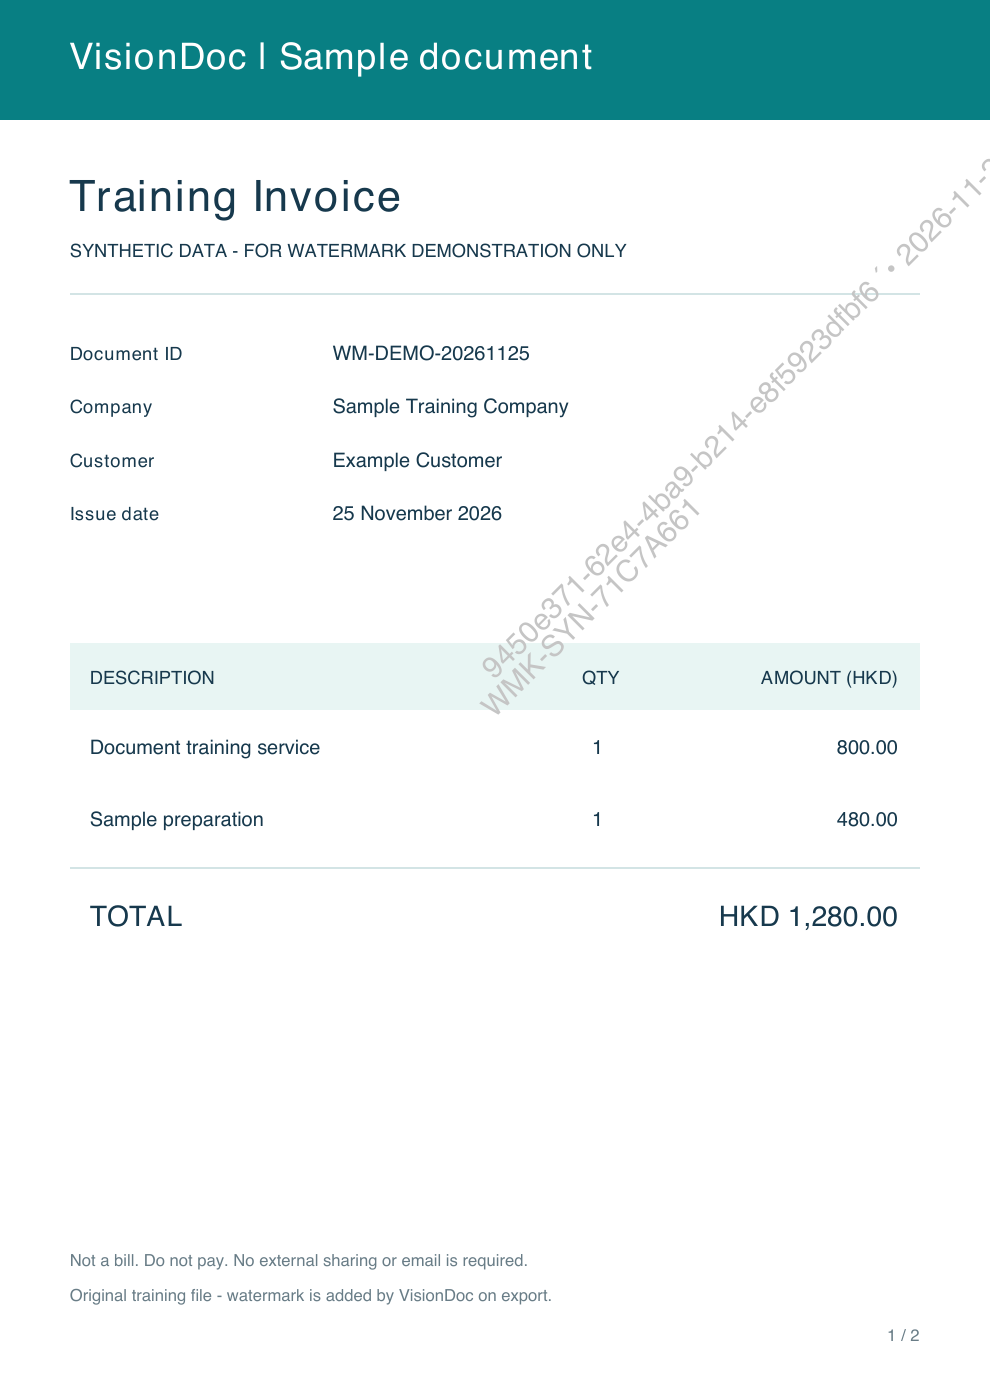 VisionDoc | Sample document
Training Invoice
SYNTHETIC DATA - FOR WATERMARK DEMONSTRATION ONLY
Document ID WM-DEMO-20261125
Company Sample Training Company
Customer Example Customer
Issue date 25 November 2026
9450e371-62e4-4ba9-b214-e8f5923dfbf6 • 2026-11-
WMK-SYN-71C7A661
DESCRIPTION QTY AMOUNT (HKD)
Document training service 1 800.00
Sample preparation 1 480.00
TOTAL HKD 1,280.00
Not a bill. Do not pay. No external sharing or email is required.
Original training file - watermark is added by VisionDoc on export.
1 / 2